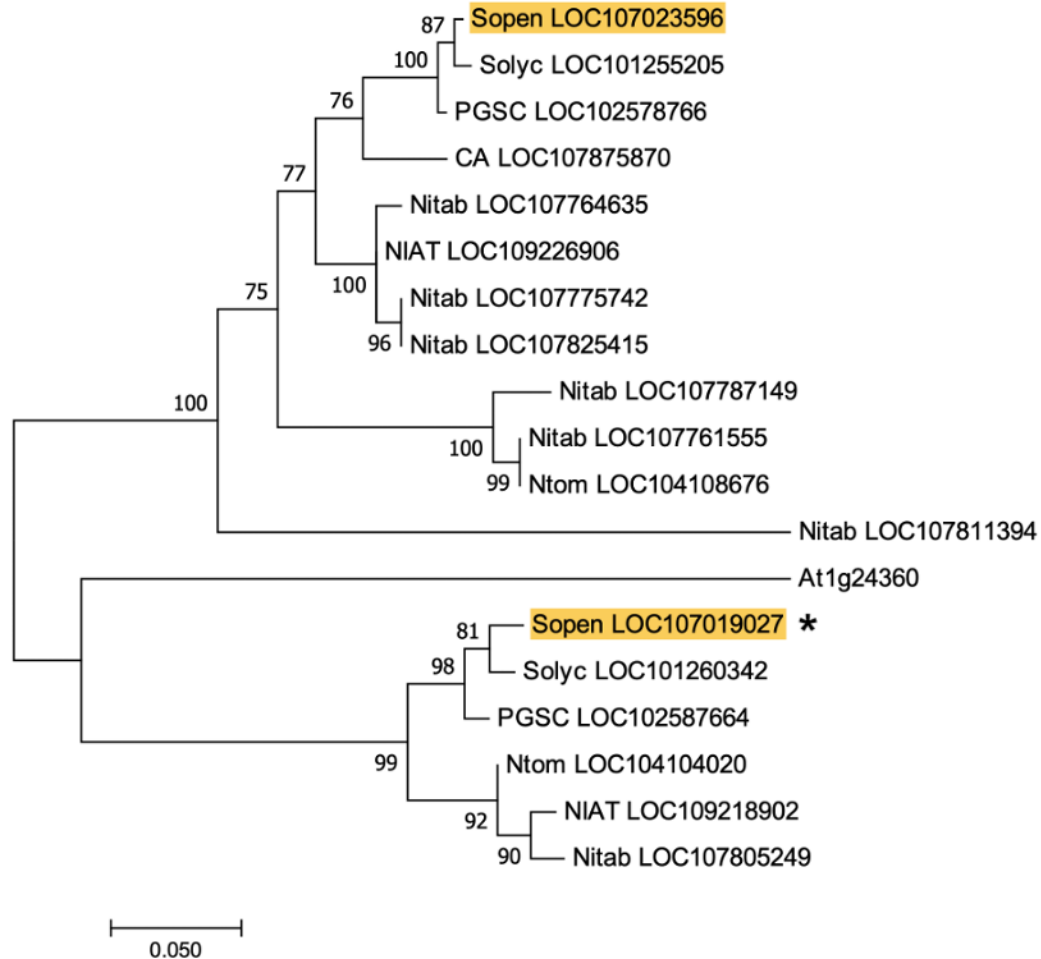 87
Sopen LOC107023596
Solyc LOC101255205
100
PGSC LOC102578766
76
CA LOC107875870
77
Nitab LOC107764635
NIAT LOC109226906
100
Nitab LOC107775742
75
96
Nitab LOC107825415
Nitab LOC107787149
100
Nitab LOC107761555
100
99
Ntom LOC104108676
Nitab LOC107811394
At1g24360
81
Sopen LOC107019027 *
98
Solyc LOC101260342
PGSC LOC102587664
99
Ntom LOC104104020
92
NIAT LOC109218902
90
Nitab LOC107805249
0.050